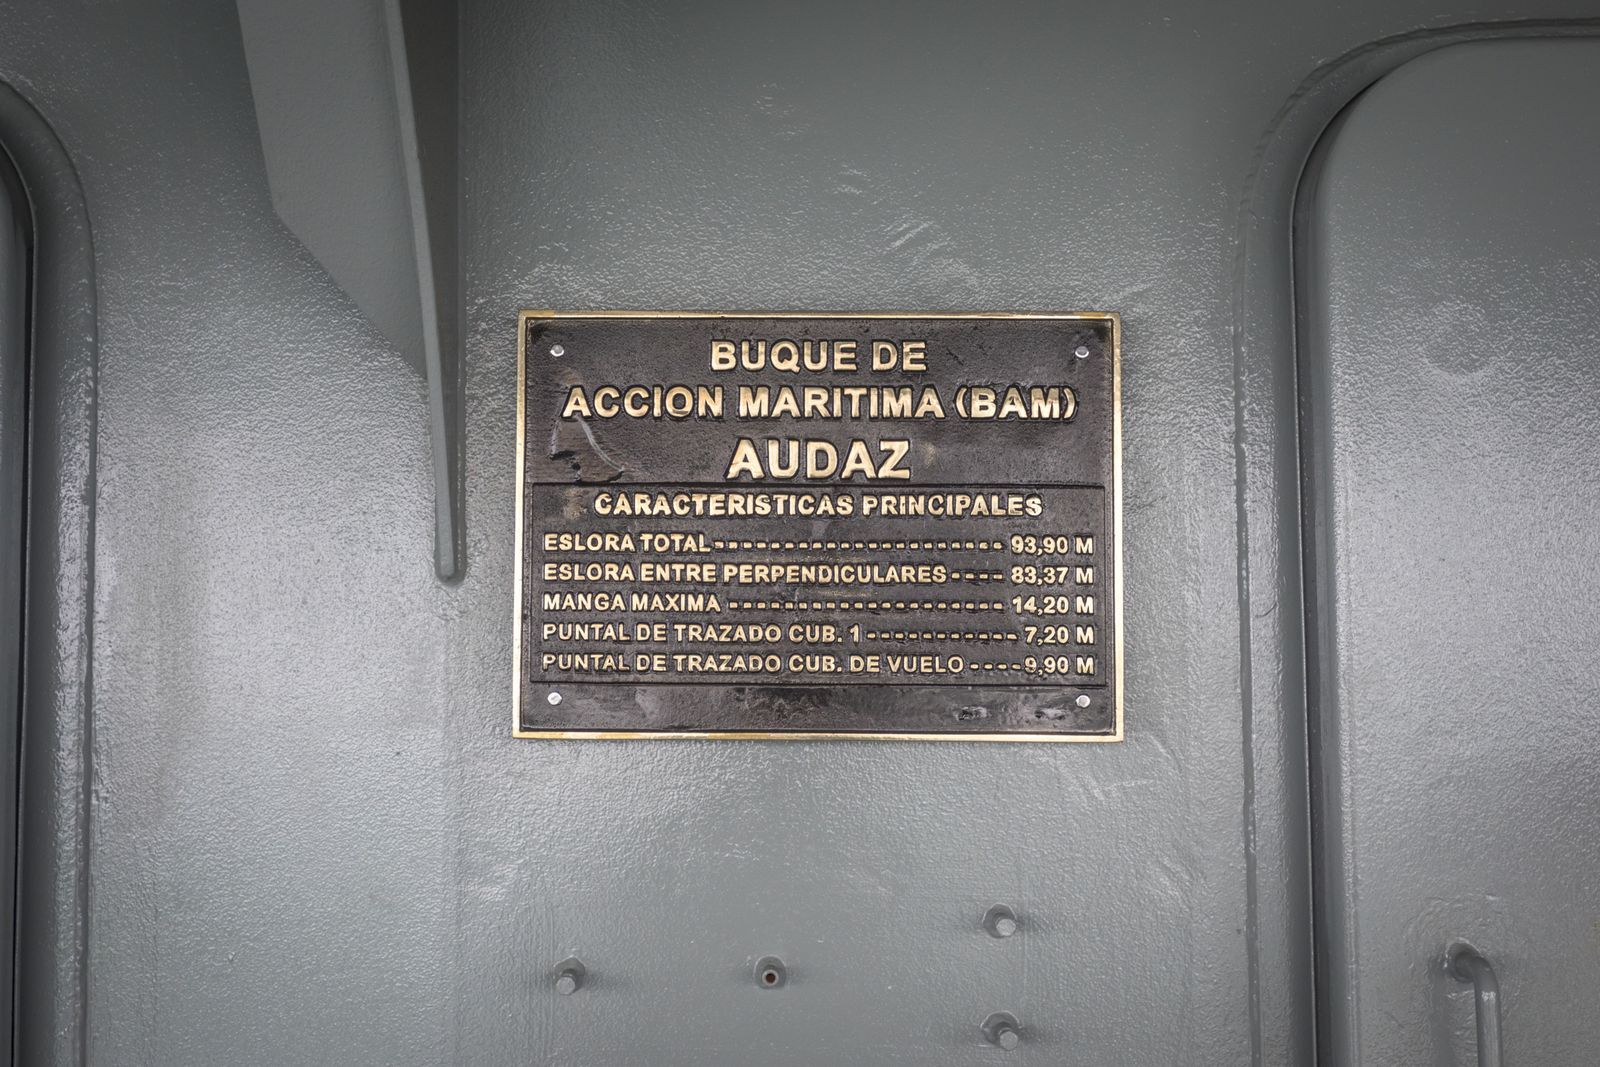 BUQUE DE
ACCION MARITIMA (BAM)
AUDAZ
CARACTERISTICAS PRINCIPALES
ESLORA TOTAL-------------------- 93,90 M
ESLORA ENTRE PERPENDICULARES---- 83,37 M
MANGA MAXIMA -------------------- 14,20 M
PUNTAL DE TRAZADO CUB. 1----------- 7,20 M
PUNTAL DE TRAZADO CUB. DE VUELO ----9,90 M